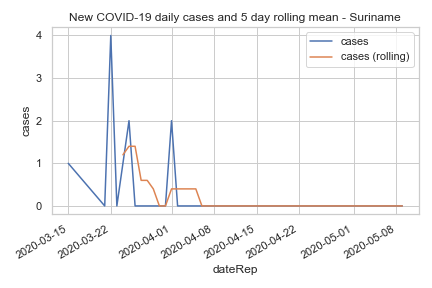 New COVID-19 daily cases and 5 day rolling mean - Suriname
cases
cases (rolling)
cases
4
3
2
1
0
2020-03-15
2020-03-22
2020-04-01
2020-04-08
2020-04-15
2020-04-22
2020-05-01
2020-05-08
dateRep